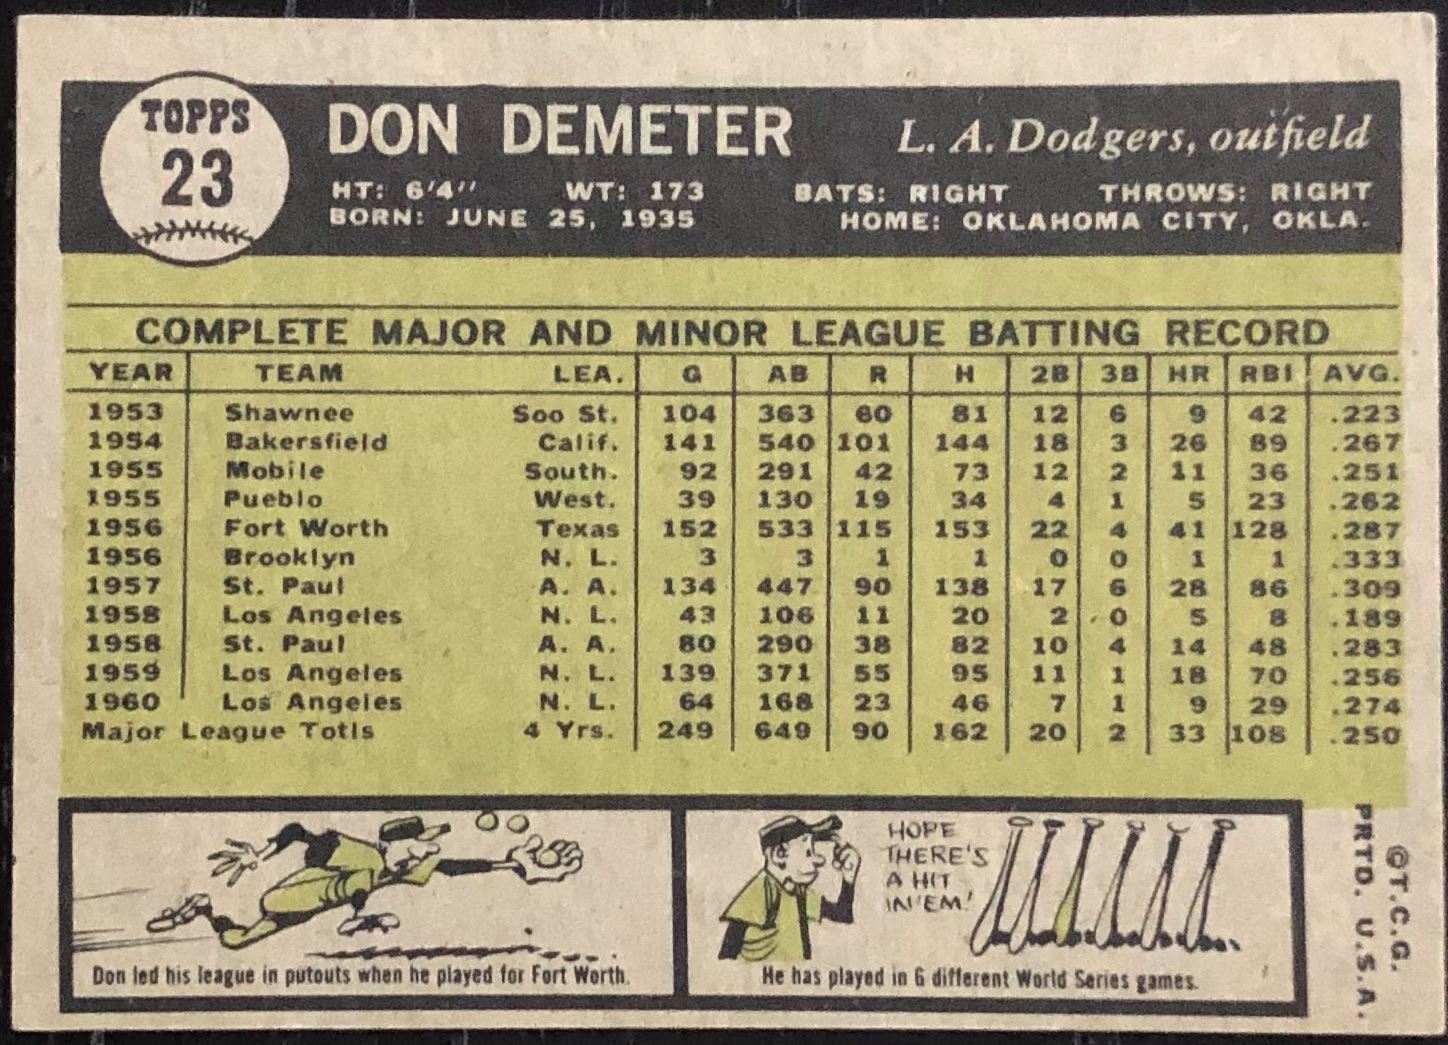 TOPPS
23
DON DEMETER L. A. Dodgers, outfield
HT: 6'4" WT: 173 BATS: RIGHT THROWS: RIGHT
BORN: JUNE 25, 1935 HOME: OKLAHOMA CITY, OKLA.
COMPLETE MAJOR AND MINOR LEAGUE BATTING RECORD
YEAR TEAM LEA. G AB R H 2B 3B HR RBI AVG.
1953 Shawnee Soo St. 104 363 60 81 12 6 9 42 .223
1954 Bakersfield Calif. 141 540 101 144 18 3 26 89 .267
1955 Mobile South. 92 291 42 73 12 2 11 36 .251
1955 Pueblo West. 39 130 19 34 4 1 5 23 .262
1956 Fort Worth Texas 152 533 115 153 22 4 41 128 .287
1956 Brooklyn N. L. 3 3 1 1 0 0 1 1 .333
1957 St. Paul A. A. 134 447 90 138 17 6 28 86 .309
1958 Los Angeles N. L. 43 106 11 20 2 0 5 8 .189
1958 St. Paul A. A. 80 290 38 82 10 4 14 48 .283
1959 Los Angeles N. L. 139 371 55 95 11 1 18 70 .256
1960 Los Angeles N. L. 64 168 23 46 7 1 9 29 .274
Major League Totls 4 Yrs. 249 649 90 162 20 2 33 108 .250
Don led his league in putouts when he played for Fort Worth.
HOPE
THERE'S
A HIT
IN 'EM!
He has played in 6 different World Series games.
©T.C.G.
PRTD. U.S.A.